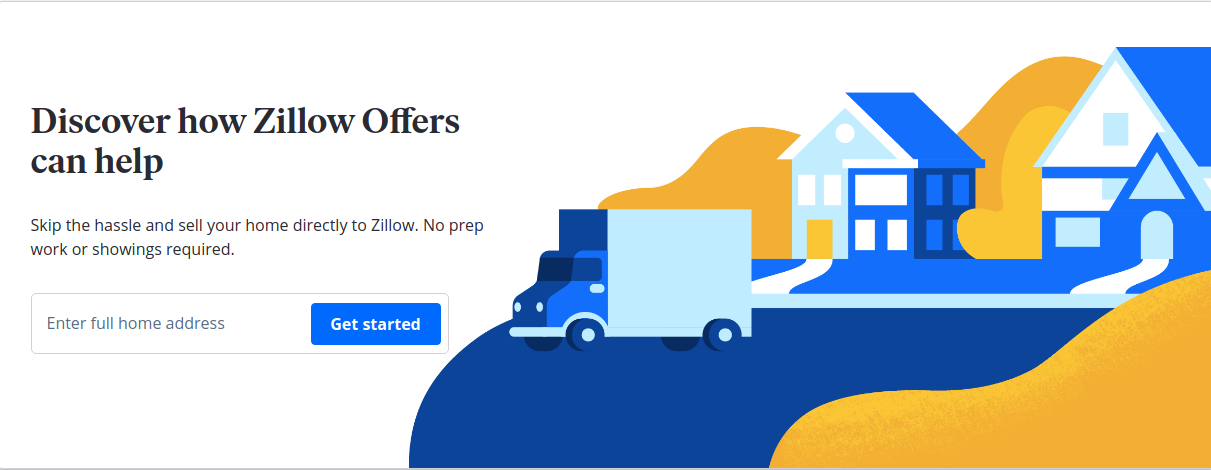 Discover how Zillow Offers
can help
Skip the hassle and sell your home directly to Zillow. No prep
work or showings required.
Enter full home address
Get started